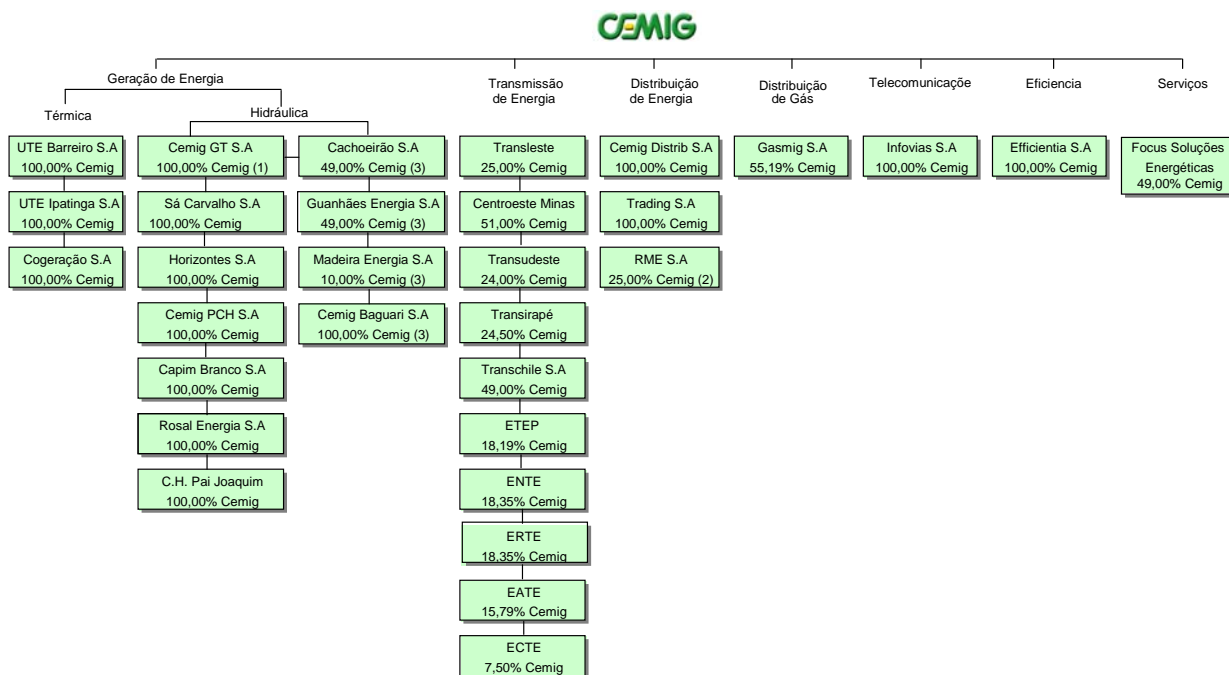 CEMIG
Geração de Energia
Térmica
Hidráulica
Transmissão
de Energia
Distribuição
de Energia
Distribuição
de Gás
Telecomunicaçõe
Eficiencia
Serviços
UTE Barreiro S.A
100,00% Cemig
UTE Ipatinga S.A
100,00% Cemig
Cogeração S.A
100,00% Cemig
Cemig GT S.A
100,00% Cemig (1)
Sá Carvalho S.A
100,00% Cemig
Horizontes S.A
100,00% Cemig
Cemig PCH S.A
100,00% Cemig
Capim Branco S.A
100,00% Cemig
Rosal Energia S.A
100,00% Cemig
C.H. Pai Joaquim
100,00% Cemig
Cachoeirão S.A
49,00% Cemig (3)
Guanhães Energia S.A
49,00% Cemig (3)
Madeira Energia S.A
10,00% Cemig (3)
Cemig Baguari S.A
100,00% Cemig (3)
Transleste
25,00% Cemig
Centroeste Minas
51,00% Cemig
Transudeste
24,00% Cemig
Transirapé
24,50% Cemig
Transchile S.A
49,00% Cemig
ETEP
18,19% Cemig
ENTE
18,35% Cemig
ERTE
18,35% Cemig
EATE
15,79% Cemig
ECTE
7,50% Cemig
Cemig Distrib S.A
100,00% Cemig
Trading S.A
100,00% Cemig
RME S.A
25,00% Cemig (2)
Gasmig S.A
55,19% Cemig
Infovias S.A
100,00% Cemig
Efficientia S.A
100,00% Cemig
Focus Soluções
Energéticas
49,00% Cemig